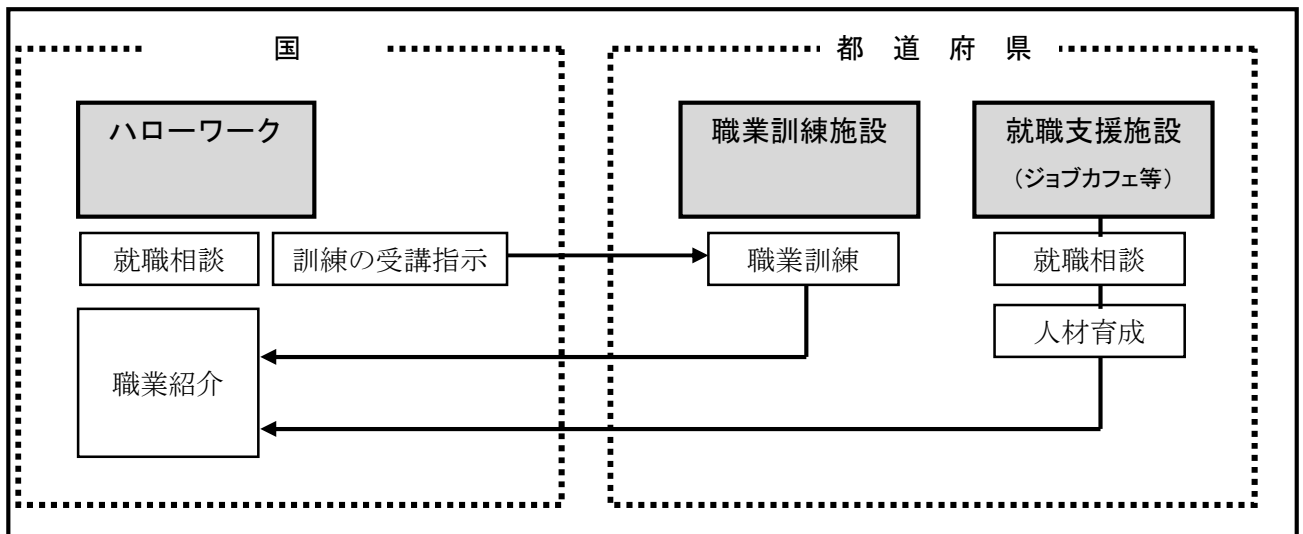 国
都道府県
ハローワーク
職業訓練施設
就職支援施設
（ジョブカフェ等）
就職相談
訓練の受講指示
職業訓練
就職相談
人材育成
職業紹介